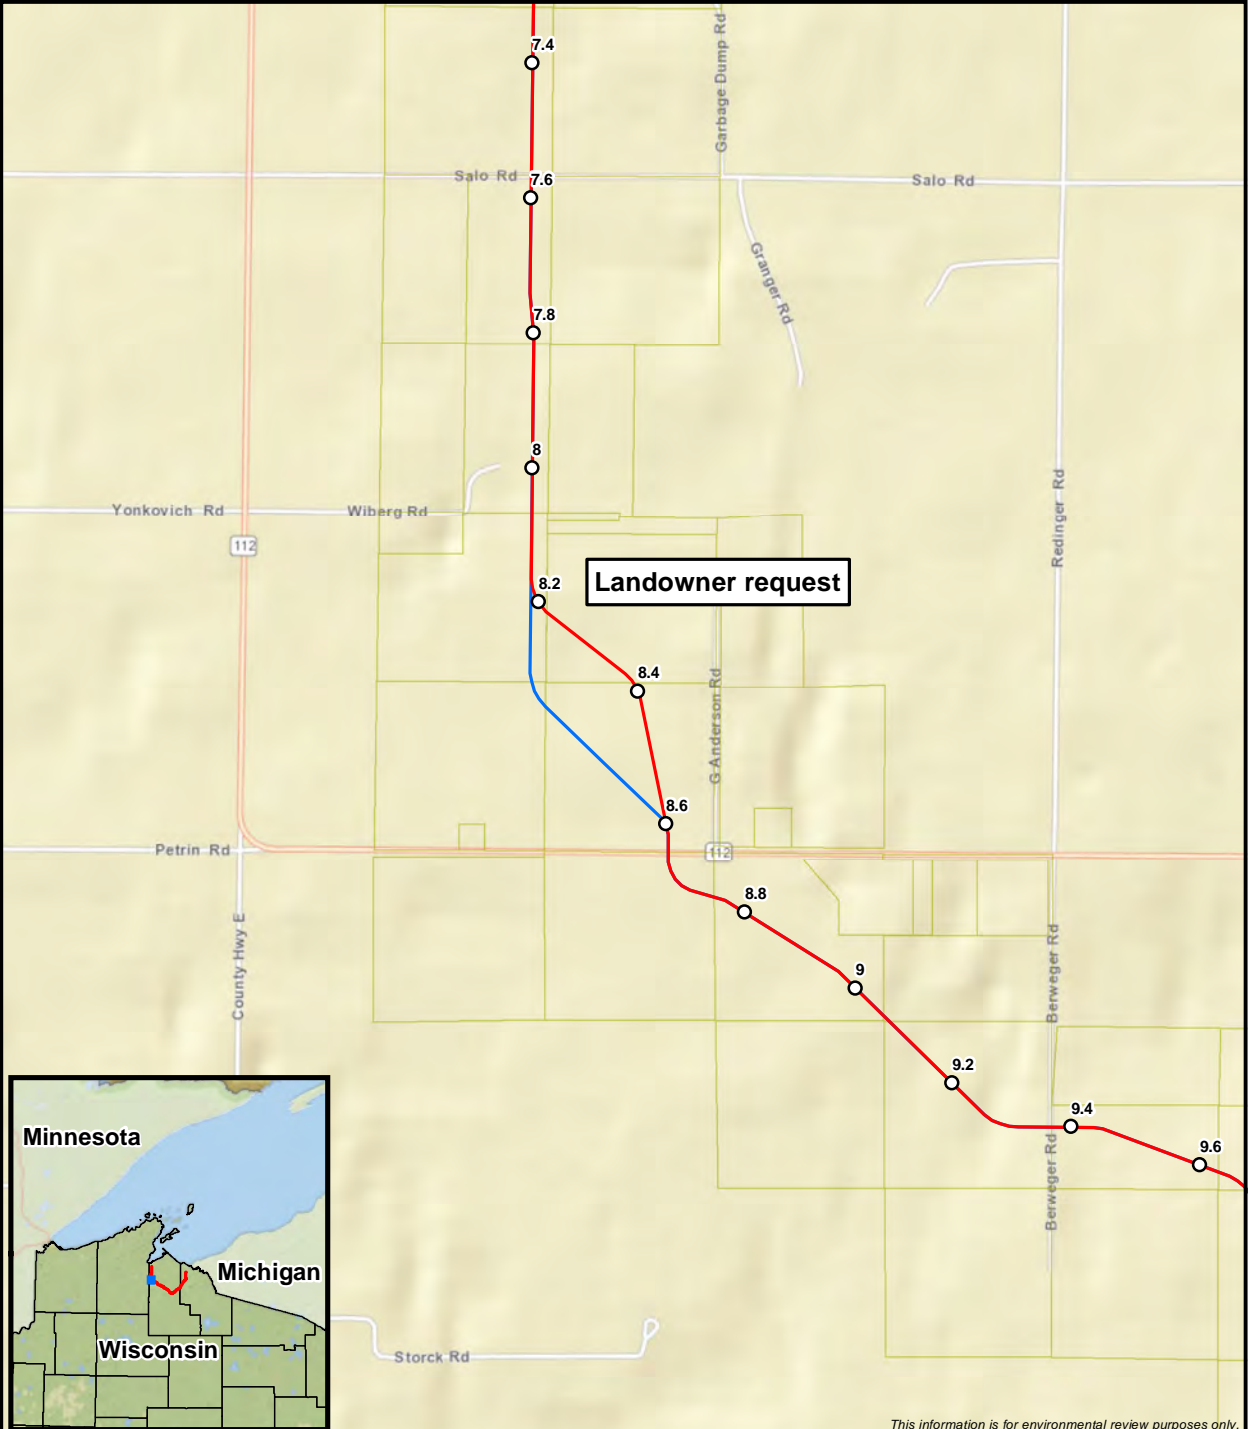 7.4
Garbage Dump Rd
Salo Rd
7.6
Salo Rd
Granger Rd
7.8
8
Yonkovich Rd
Wiberg Rd
Redinger Rd
112
Landowner request
8.2
8.4
G Anderson Rd
8.6
Petrin Rd
112
8.8
County Hwy E
9
Berweger Rd
9.2
9.4
9.6
Berweger Rd
Minnesota
Michigan
Wisconsin
Storck Rd
This information is for environmental review purposes only.